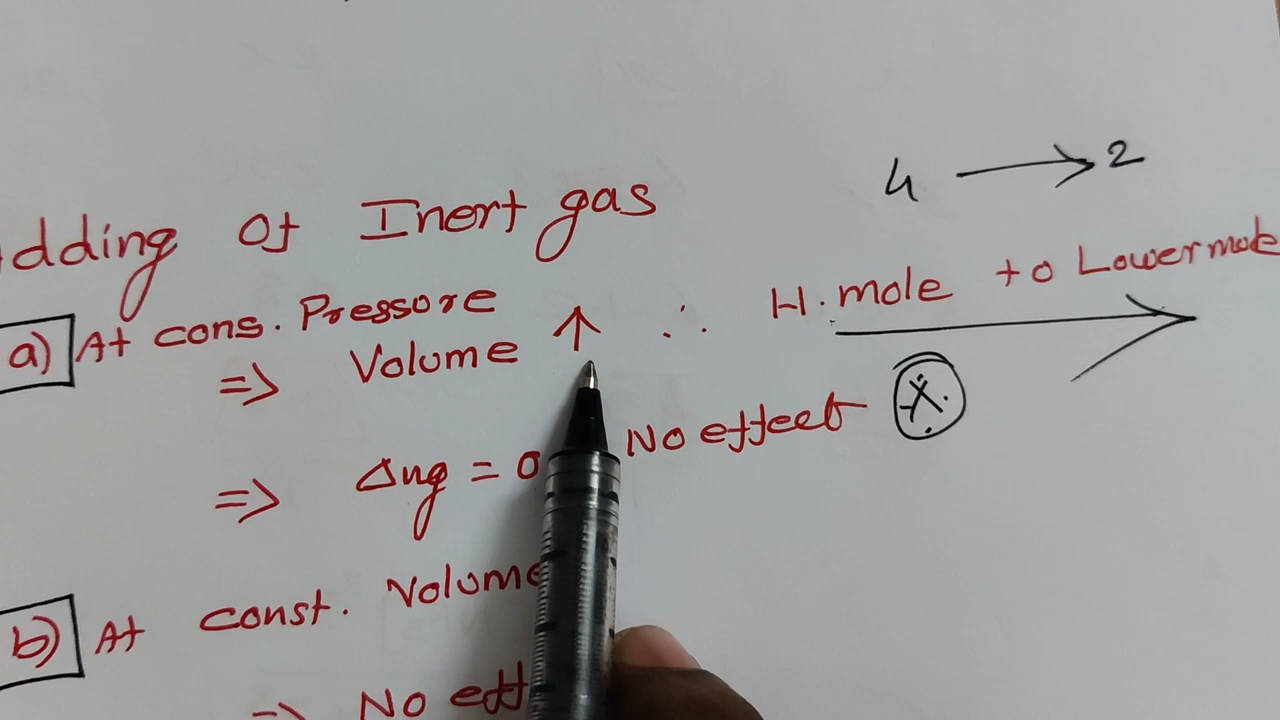 4 → 2
dding Of Inert gas
a) At cons. Pressore
⇒ Volume ↑ ∴ H.mole to Lowermole
⇒ Δng = 0 No effect
b) At const. Volume
⇒ No eff